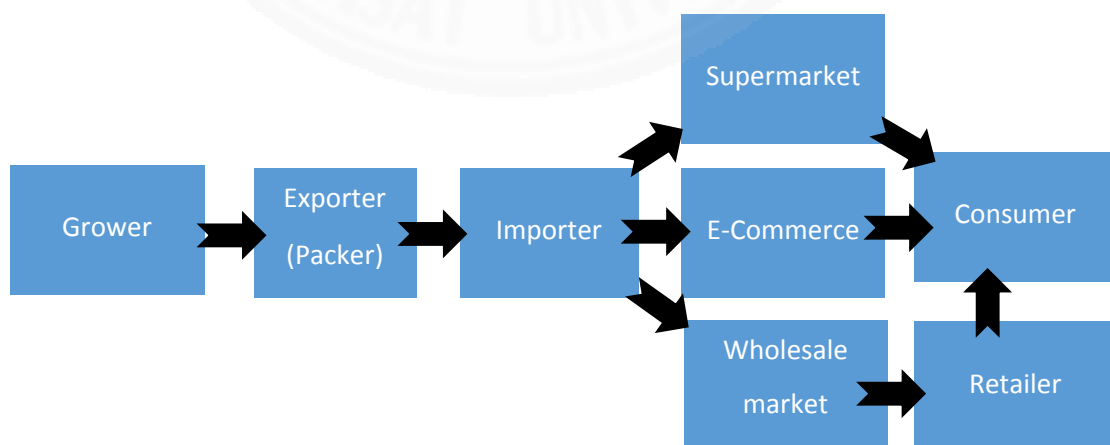 Supermarket
Grower
Exporter
(Packer)
Importer
E-Commerce
Consumer
Wholesale
market
Retailer